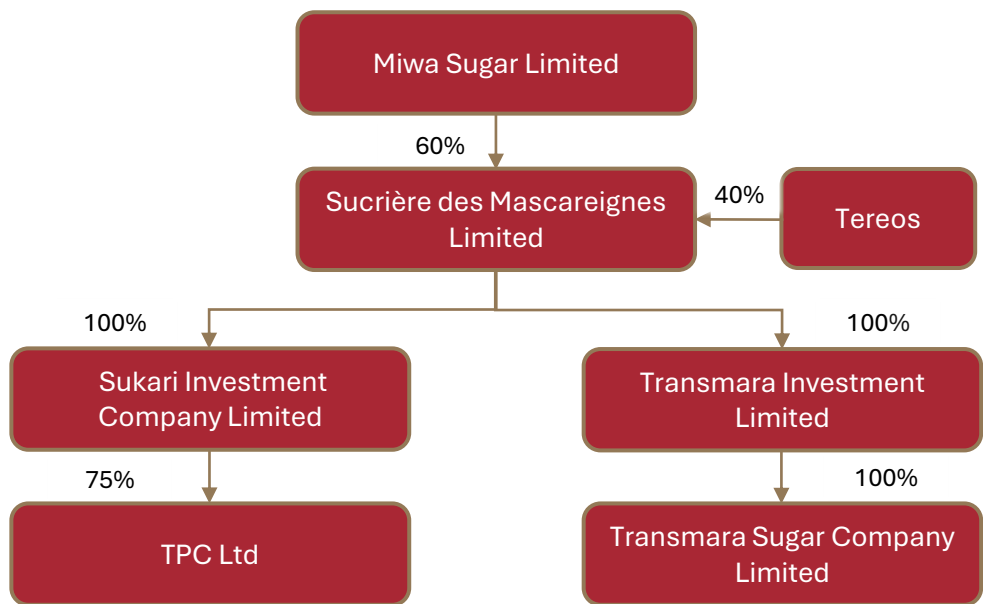 Miwa Sugar Limited
60%
Sucrière des Mascareignes
Limited
40%
Tereos
100%
100%
Sukari Investment
Company Limited
Transmara Investment
Limited
75%
100%
TPC Ltd
Transmara Sugar Company
Limited